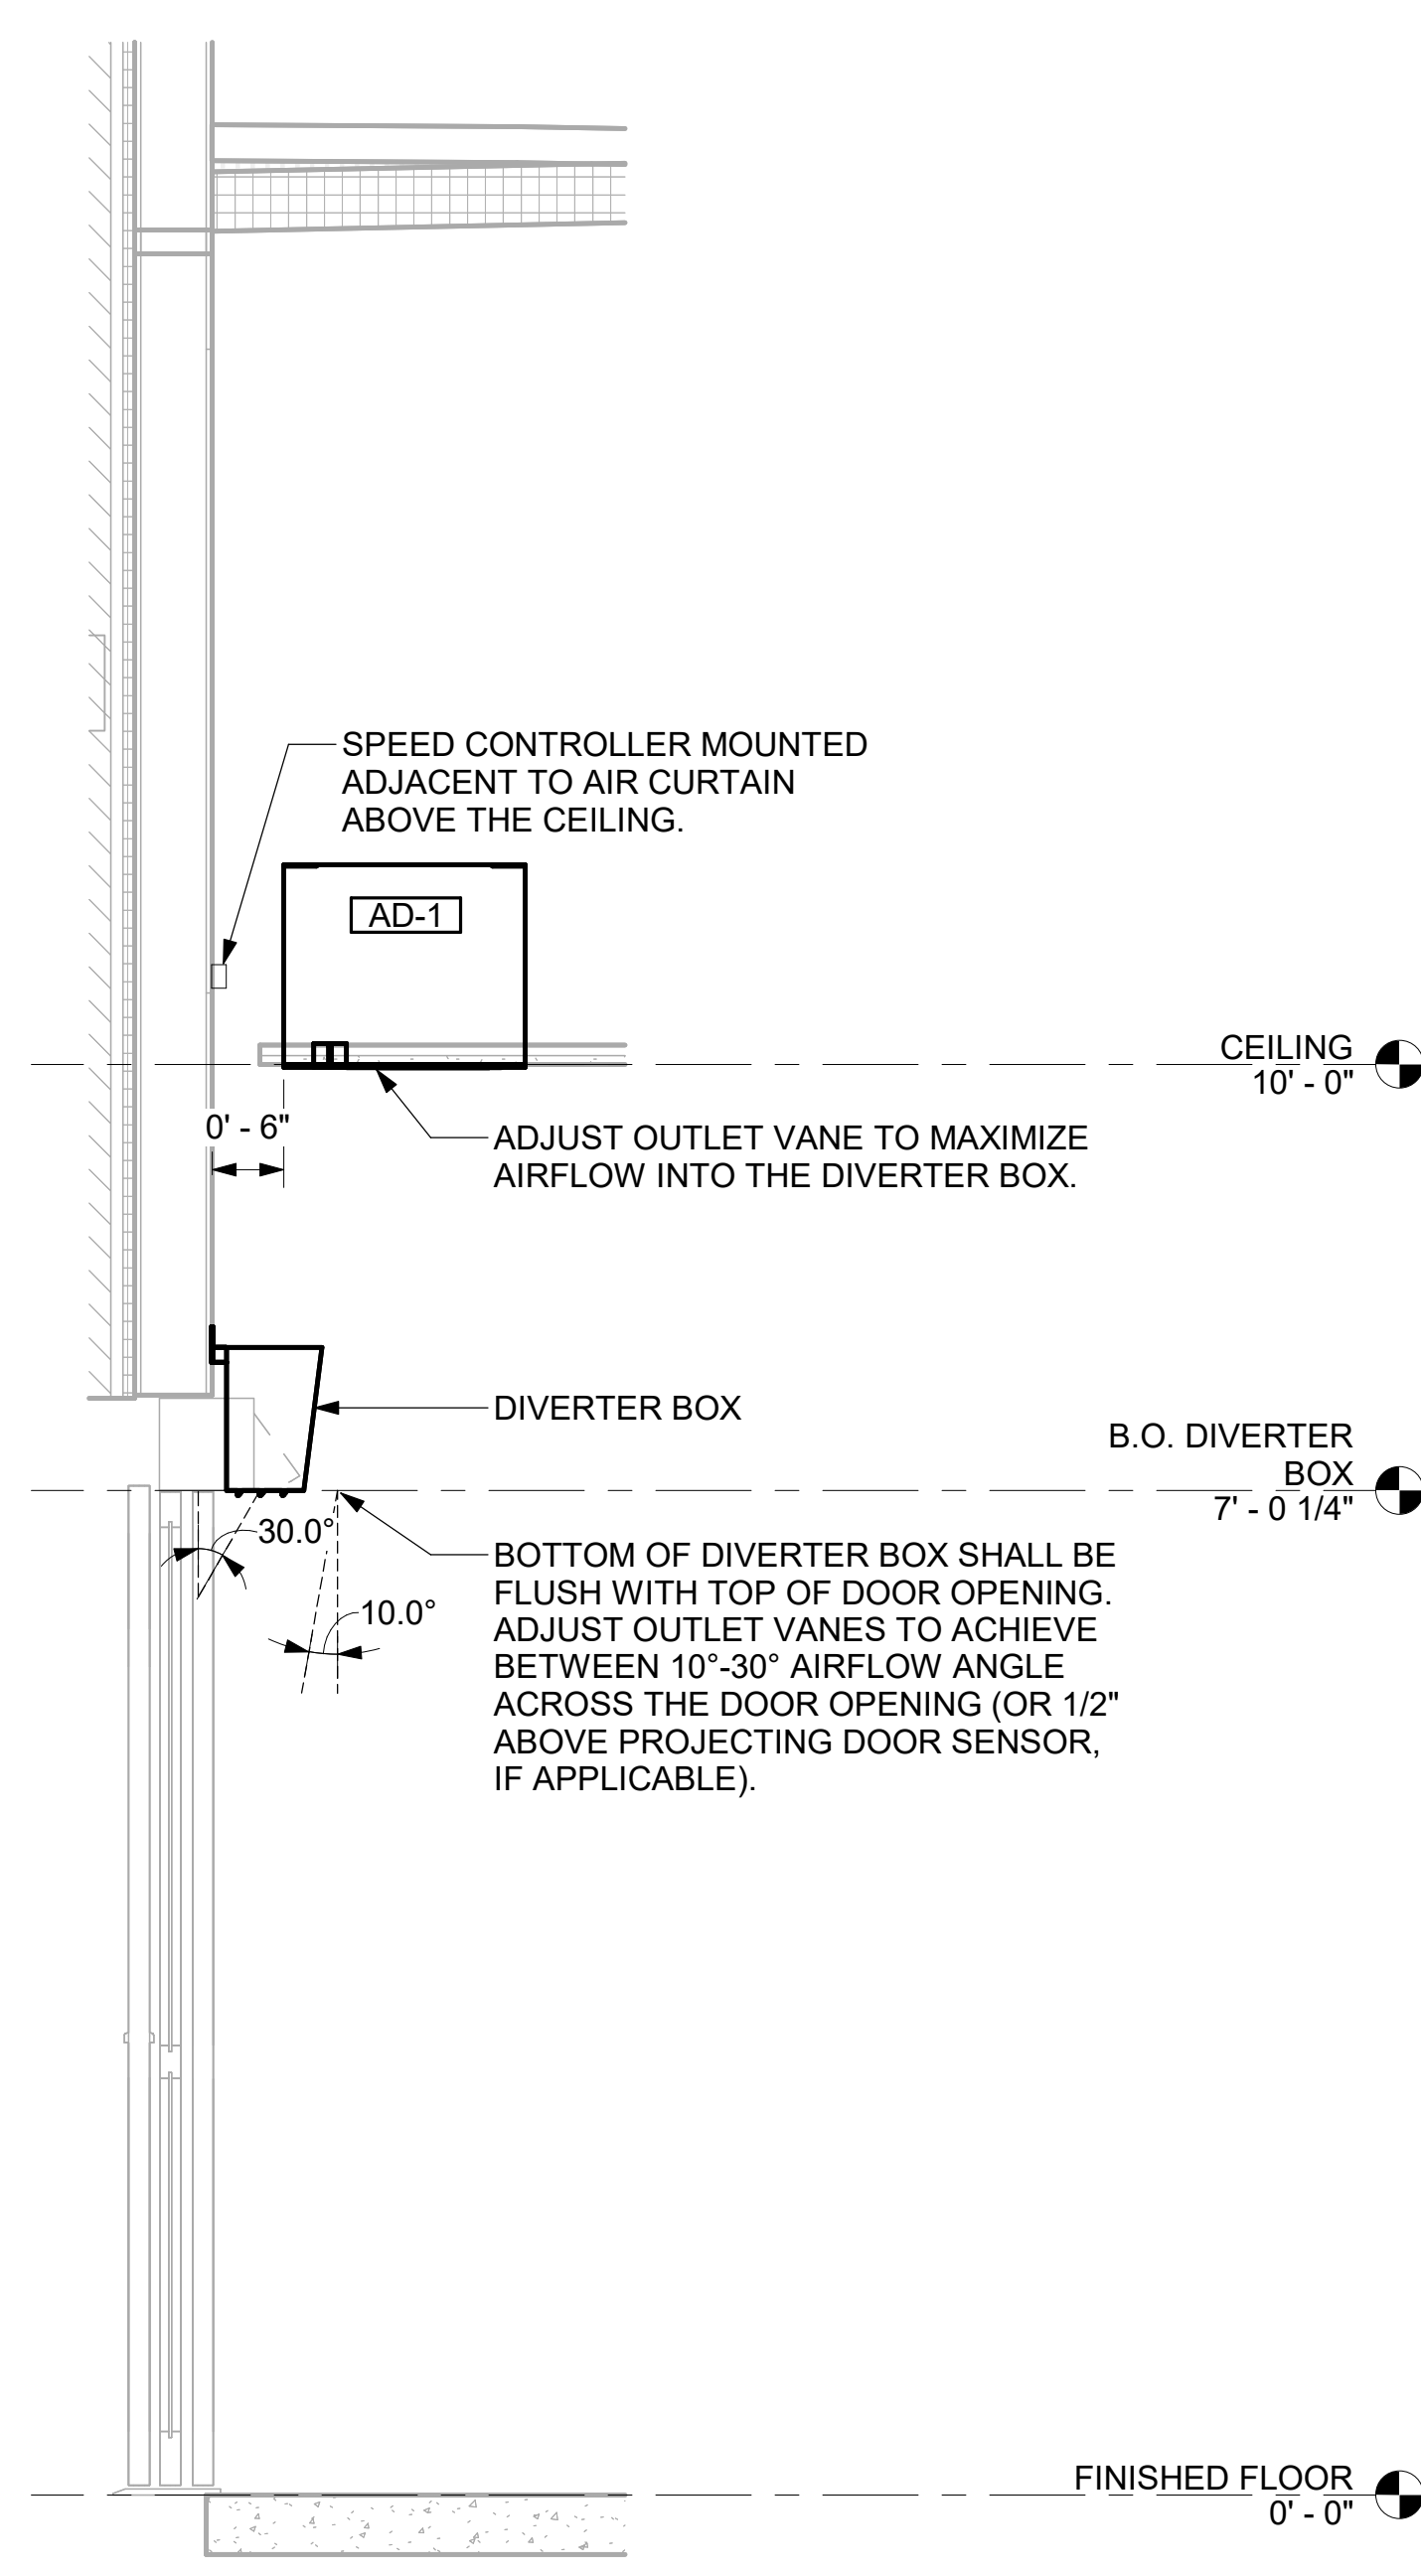 SPEED CONTROLLER MOUNTED
ADJACENT TO AIR CURTAIN
ABOVE THE CEILING.
AD-1
CEILING
10' - 0"
0' - 6"
ADJUST OUTLET VANE TO MAXIMIZE
AIRFLOW INTO THE DIVERTER BOX.
DIVERTER BOX
B.O. DIVERTER
BOX
7' - 0 1/4"
30.0°
10.0°
BOTTOM OF DIVERTER BOX SHALL BE
FLUSH WITH TOP OF DOOR OPENING.
ADJUST OUTLET VANES TO ACHIEVE
BETWEEN 10°-30° AIRFLOW ANGLE
ACROSS THE DOOR OPENING (OR 1/2"
ABOVE PROJECTING DOOR SENSOR,
IF APPLICABLE).
FINISHED FLOOR
0' - 0"